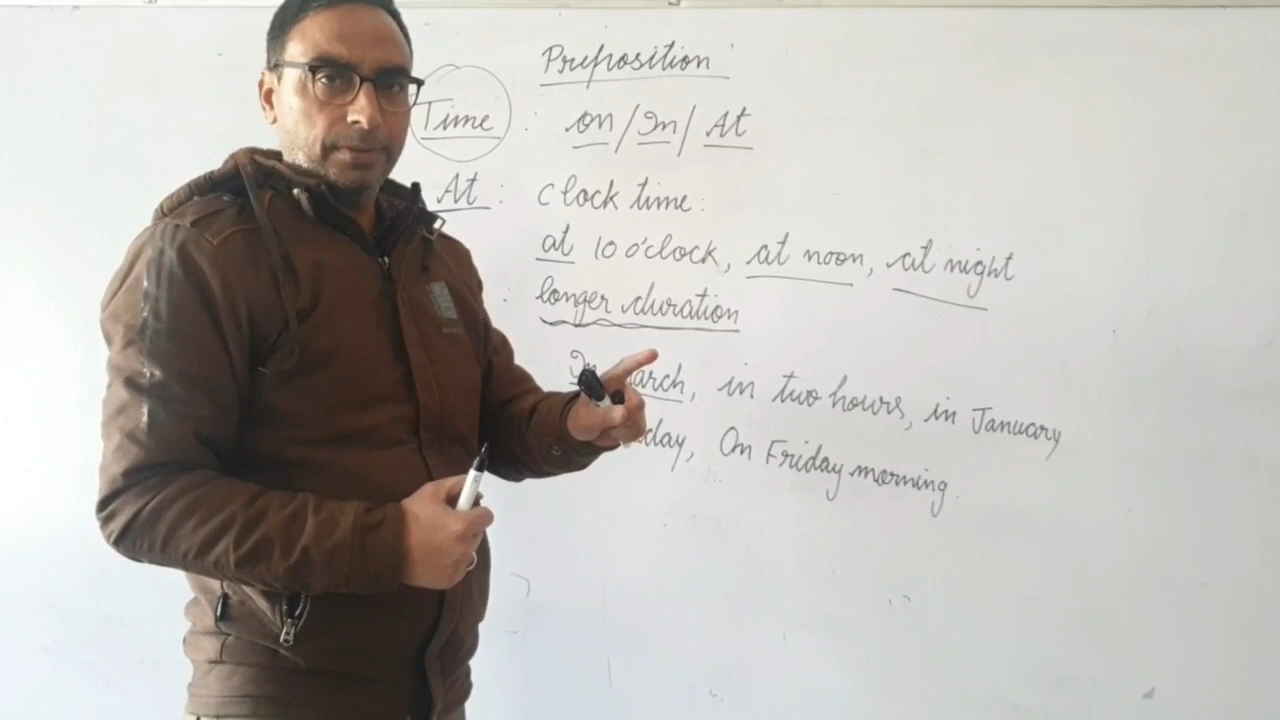 Preposition
Time : on / In / At
At : Clock time :
at 10 o'clock, at noon, at night
: longer duration
In March, in two hours, in January
day, On Friday morning.